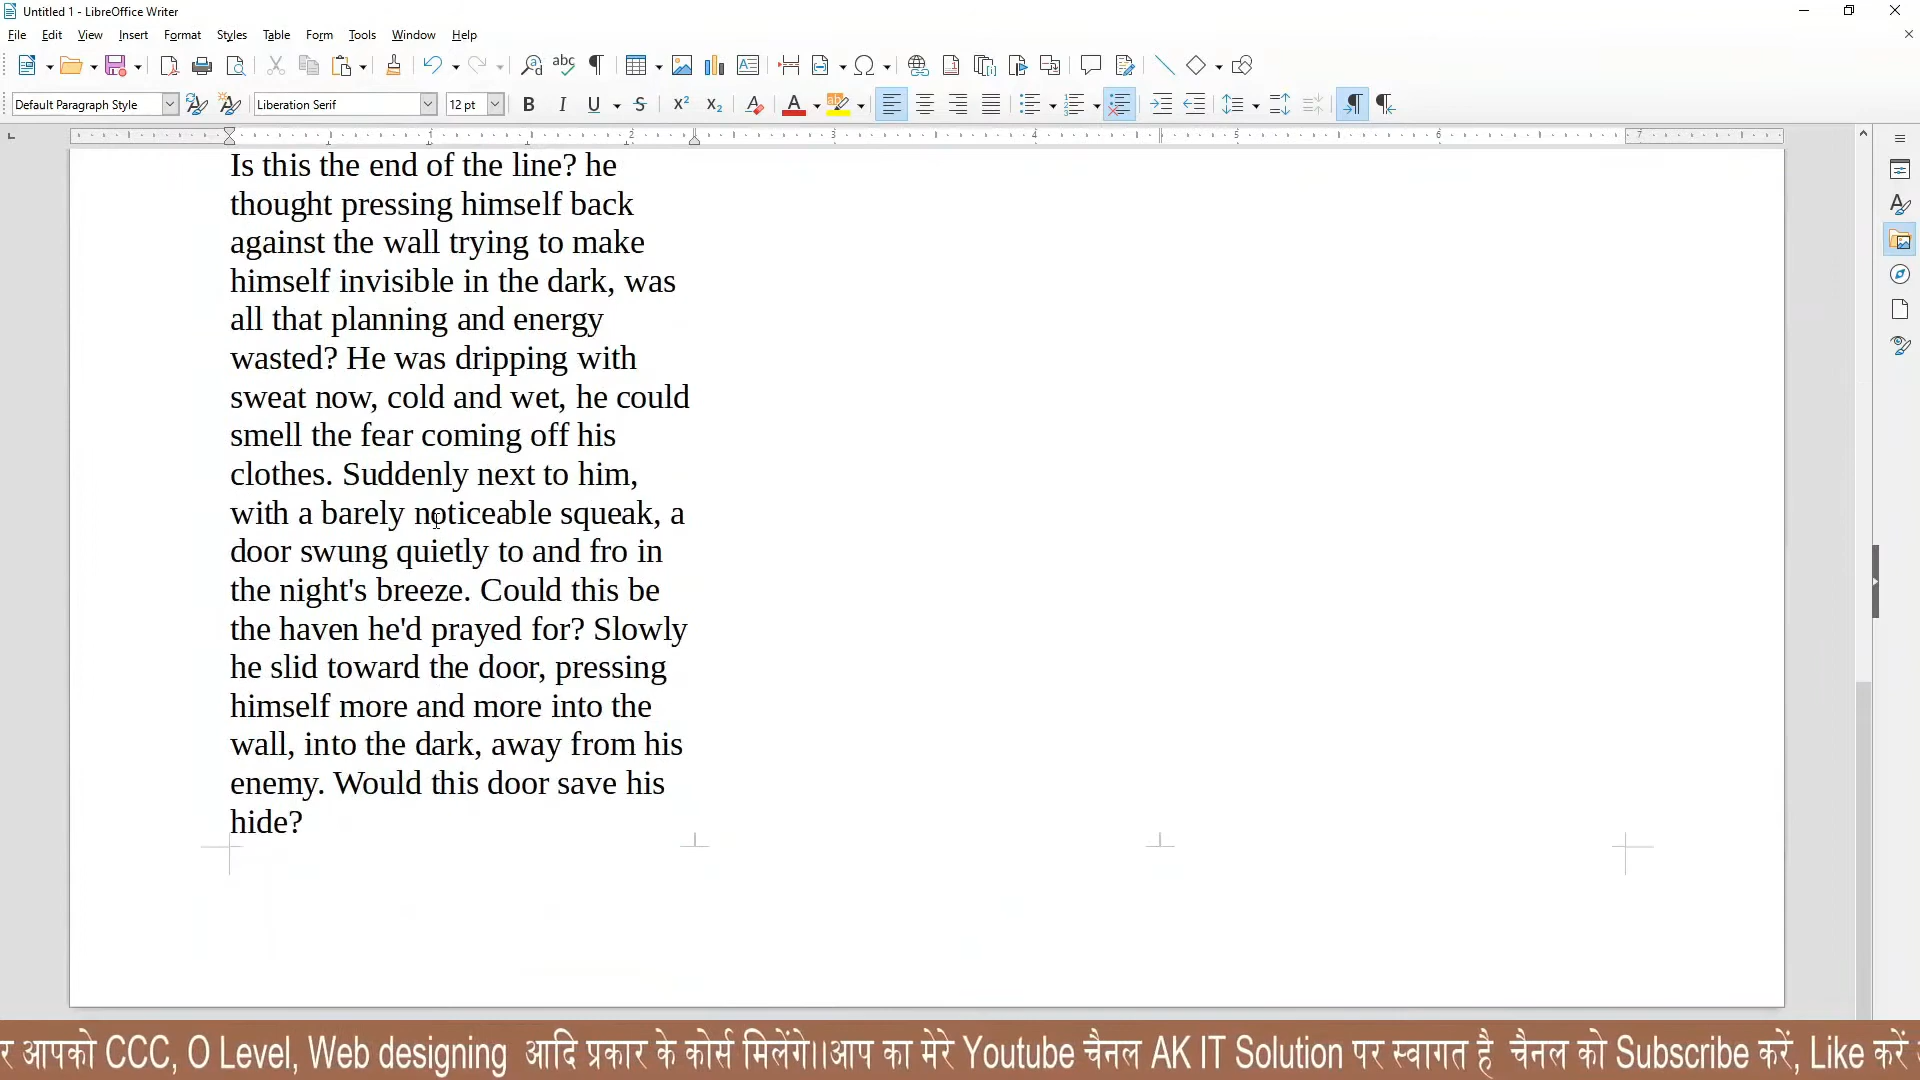 Untitled 1 - LibreOffice Writer
File Edit View Insert Format Styles Table Form Tools Window Help
Default Paragraph Style Liberation Serif 12 pt
1 2 3 4 5 6 7
Is this the end of the line? he
thought pressing himself back
against the wall trying to make
himself invisible in the dark, was
all that planning and energy
wasted? He was dripping with
sweat now, cold and wet, he could
smell the fear coming off his
clothes. Suddenly next to him,
with a barely noticeable squeak, a
door swung quietly to and fro in
the night's breeze. Could this be
the haven he'd prayed for? Slowly
he slid toward the door, pressing
himself more and more into the
wall, into the dark, away from his
enemy. Would this door save his
hide?
र आपको CCC, O Level, Web designing आदि प्रकार के कोर्स मिलेंगे।।आप का मेरे Youtube चैनल AK IT Solution पर स्वागत है चैनल को Subscribe करें, Like करें